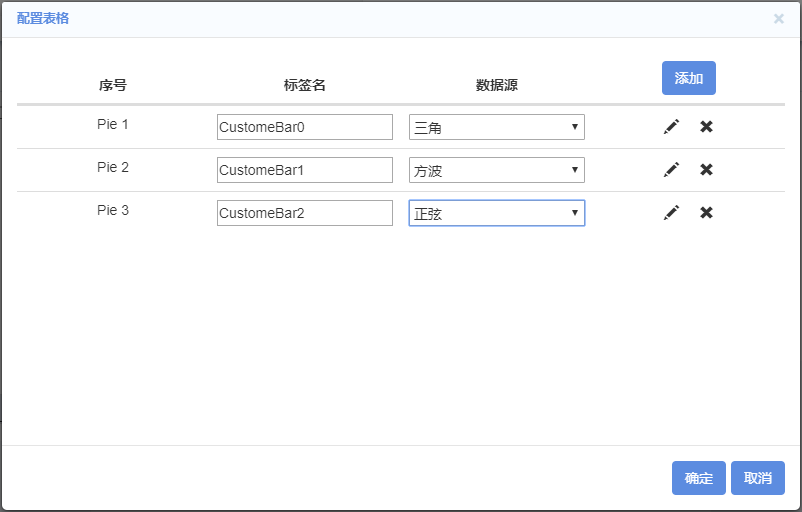 配置表格
序号 标签名 数据源 添加
Pie 1 CustomeBar0 三角
Pie 2 CustomeBar1 方波
Pie 3 CustomeBar2 正弦
确定 取消